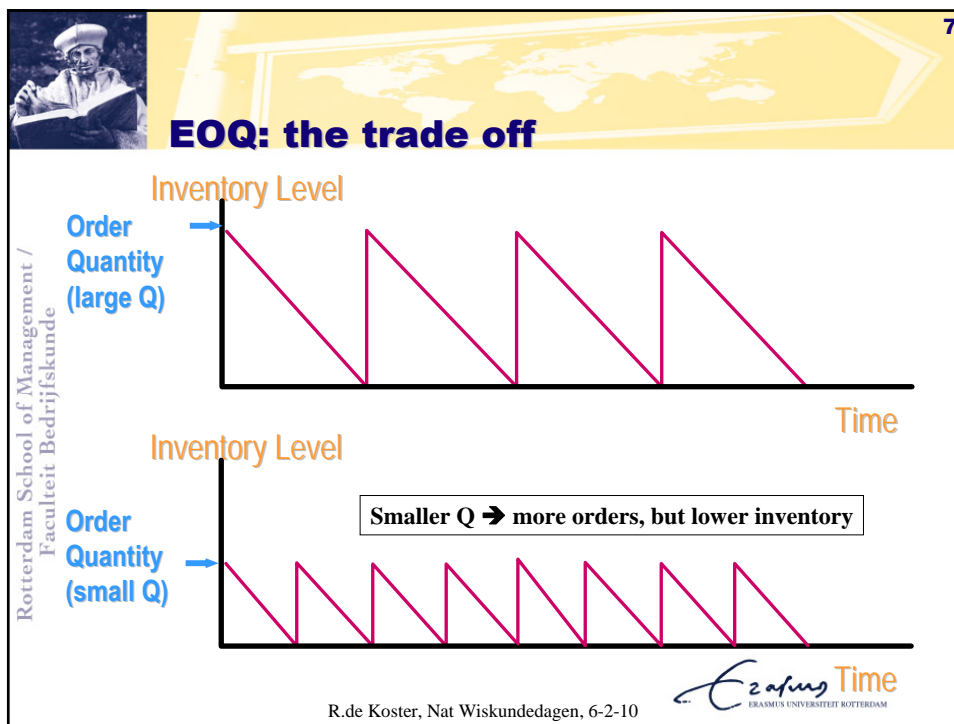 7
EOQ: the trade off
Inventory Level
Order
Quantity
(large Q)
Time
Rotterdam School of Management /
Faculteit Bedrijfskunde
Inventory Level
Smaller Q ➔ more orders, but lower inventory
Order
Quantity
(small Q)
Time
Erasmus
ERASMUS UNIVERSITEIT ROTTERDAM
R.de Koster, Nat Wiskundedagen, 6-2-10